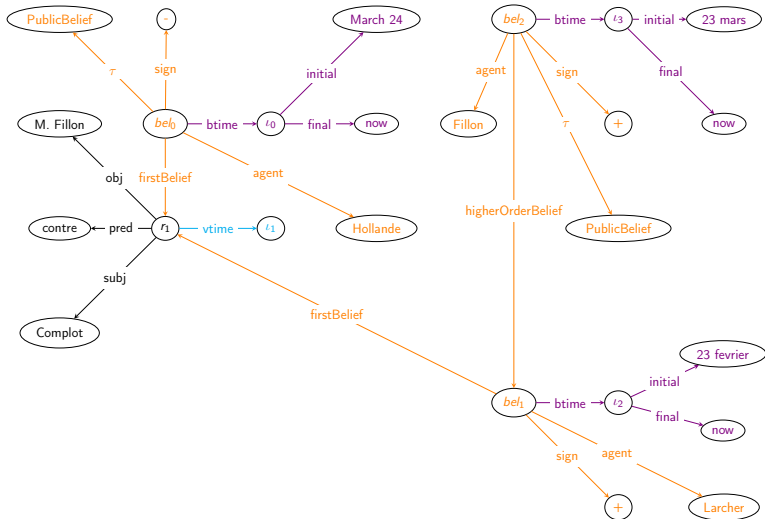 PublicBelief
-
March 24
bel₂
btime
ι₃
initial
23 mars
τ
sign
initial
agent
sign
final
M. Fillon
bel₀
btime
ι₀
final
now
Fillon
τ
+
now
obj
firstBelief
agent
higherOrderBelief
contre
pred
r₁
vtime
ι₁
Hollande
PublicBelief
subj
firstBelief
Complot
23 fevrier
initial
bel₁
btime
ι₂
final
now
sign
agent
+
Larcher